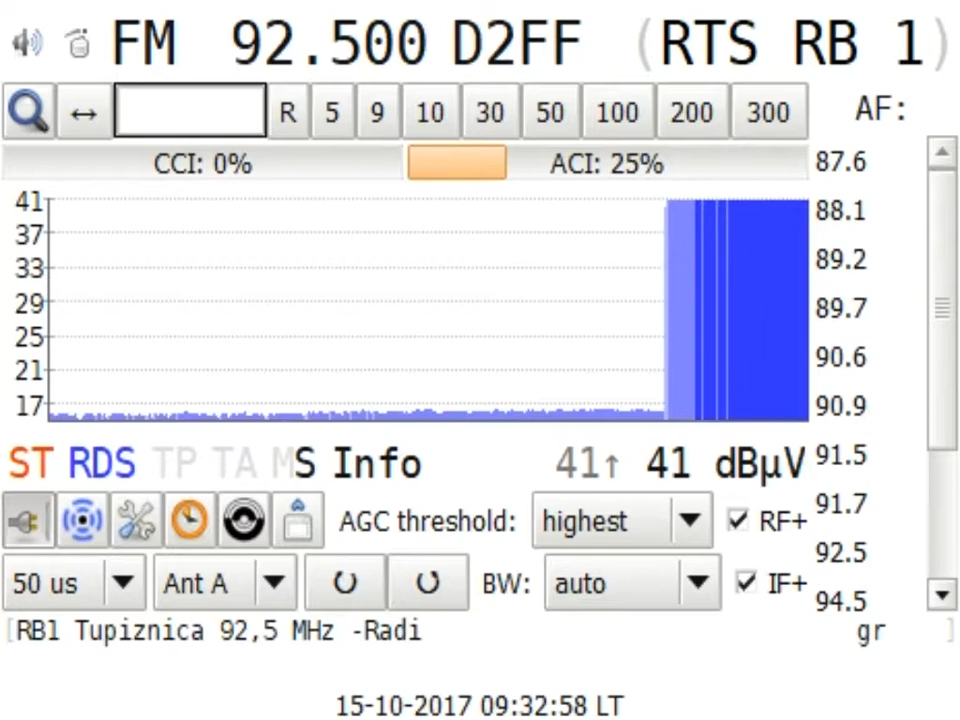 FM 92.500 D2FF (RTS RB 1)
↔ R 5 9 10 30 50 100 200 300 AF:
CCI: 0% ACI: 25%
87.6
88.1
89.2
89.7
90.6
90.9
91.5
91.7
92.5
94.5
41
37
33
29
25
21
17
ST RDS TP TA MS Info 41↑ 41 dBµV
AGC threshold: highest RF+
50 us Ant A BW: auto IF+
[RB1 Tupiznica 92,5 MHz -Radi gr ]
15-10-2017 09:32:58 LT